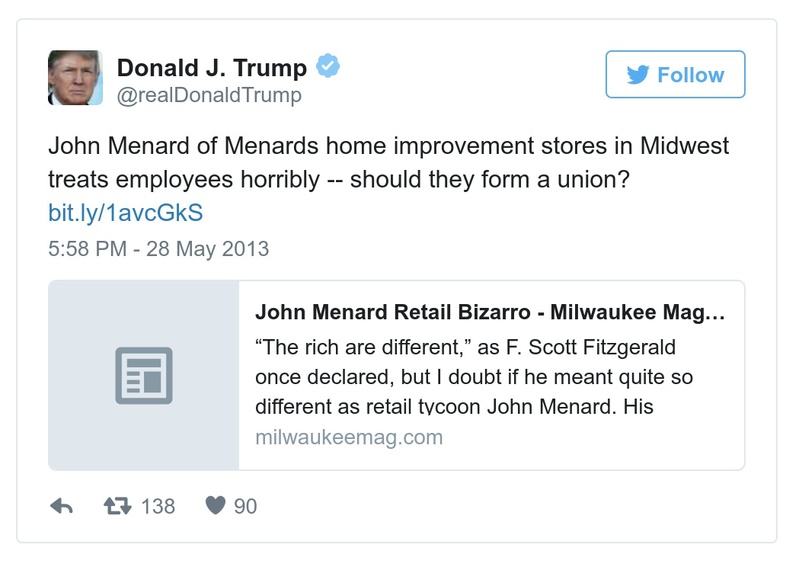 Donald J. Trump
@realDonaldTrump
Follow
John Menard of Menards home improvement stores in Midwest
treats employees horribly -- should they form a union?
bit.ly/1avcGkS
5:58 PM - 28 May 2013
John Menard Retail Bizarro - Milwaukee Mag…
“The rich are different,” as F. Scott Fitzgerald
once declared, but I doubt if he meant quite so
different as retail tycoon John Menard. His
milwaukeemag.com
138 90